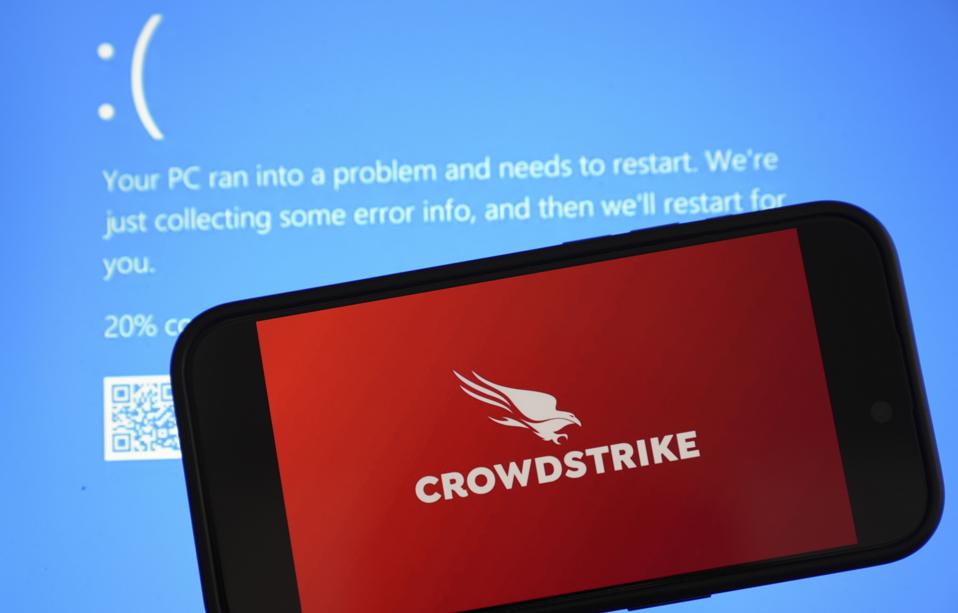 :(
Your PC ran into a problem and needs to restart. We're
just collecting some error info, and then we'll restart for
you.
20%
CROWDSTRIKE